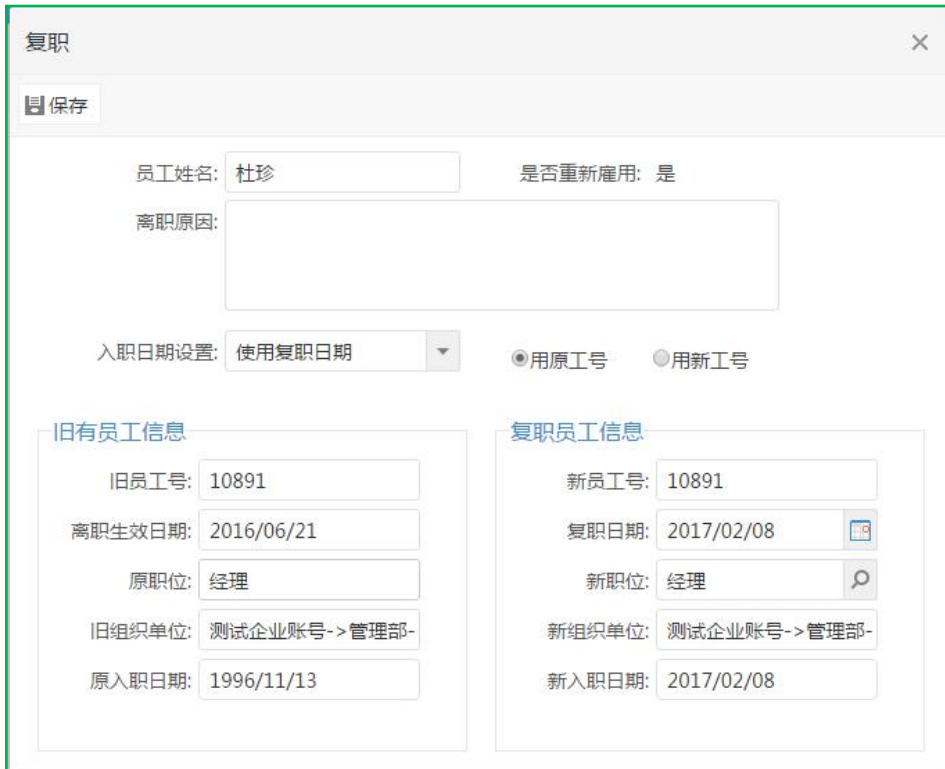 复职
保存
员工姓名: 杜珍 是否重新雇用: 是
离职原因:
入职日期设置: 使用复职日期 用原工号 用新工号
旧有员工信息
旧员工号: 10891
离职生效日期: 2016/06/21
原职位: 经理
旧组织单位: 测试企业账号->管理部-
原入职日期: 1996/11/13
复职员工信息
新员工号: 10891
复职日期: 2017/02/08
新职位: 经理
新组织单位: 测试企业账号->管理部-
新入职日期: 2017/02/08